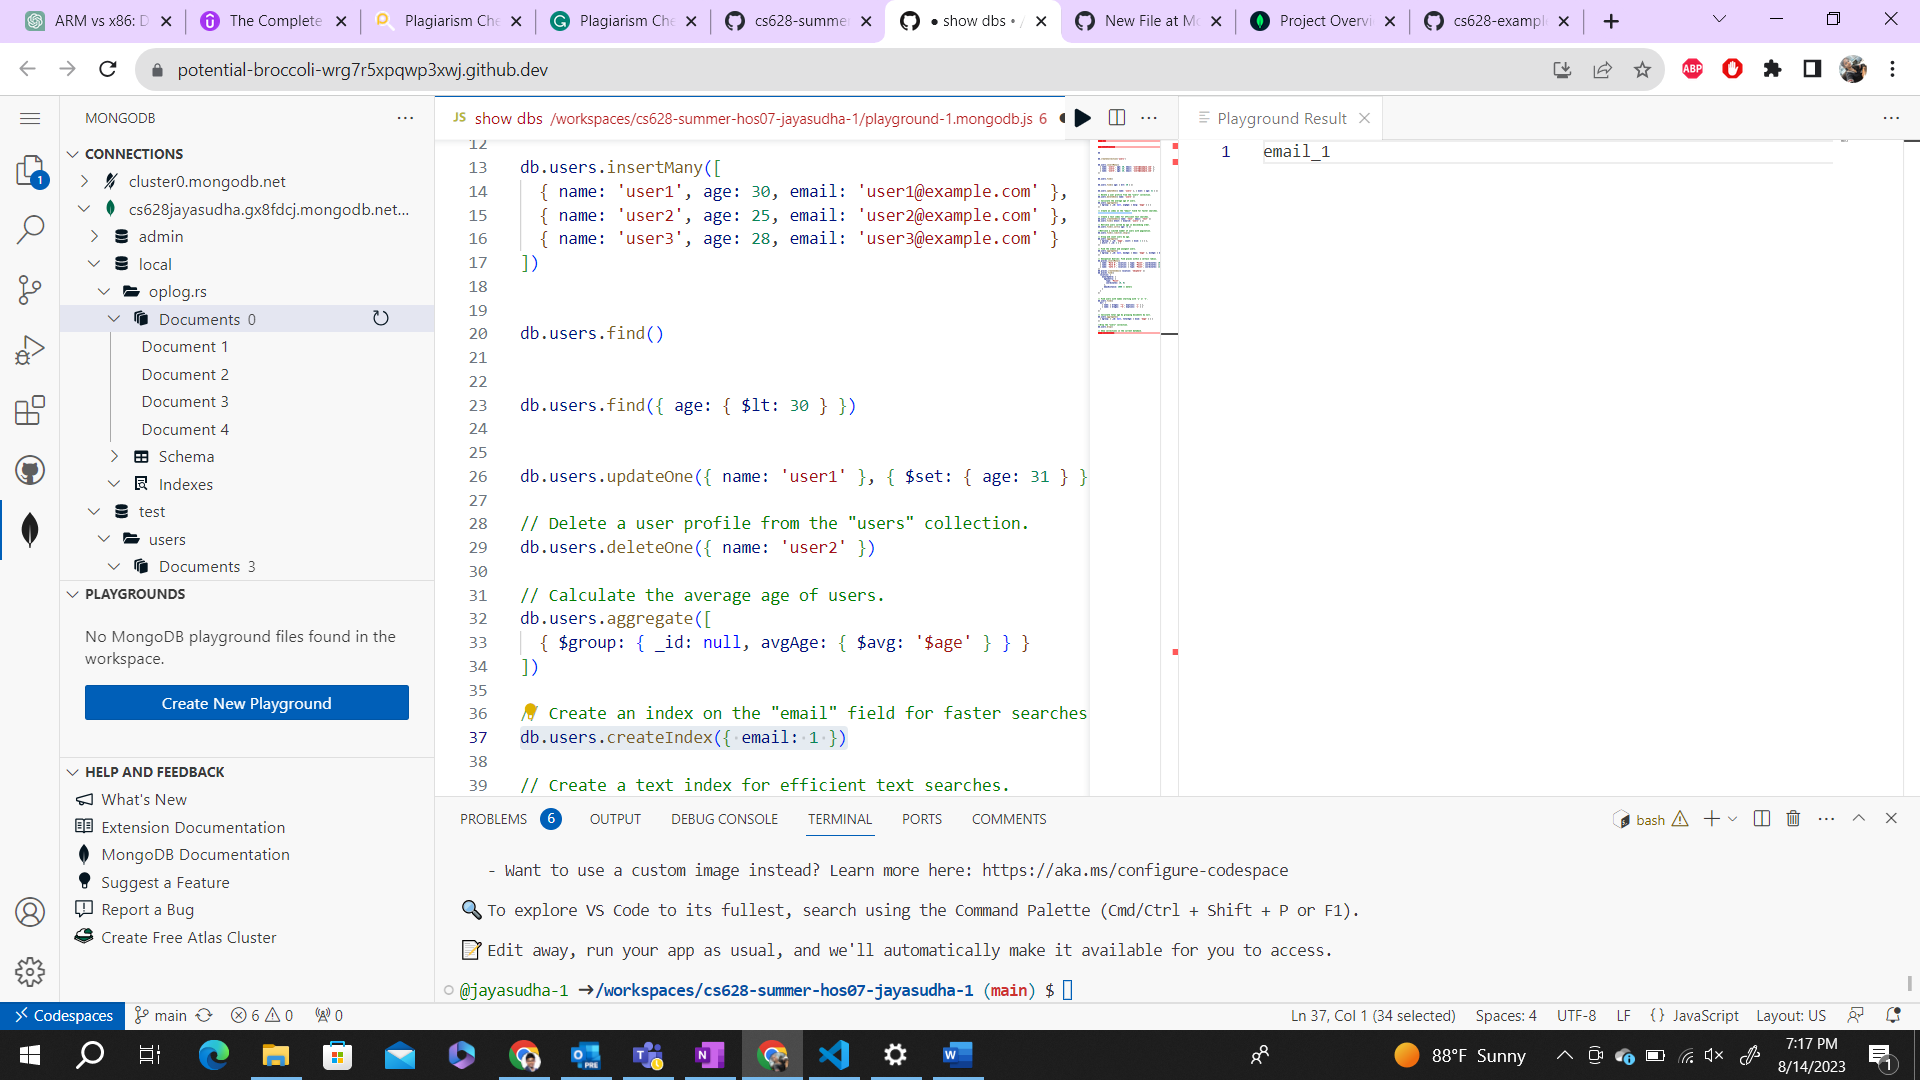 ARM vs x86: D
The Complete
Plagiarism Che
Plagiarism Che
cs628-summer
● show dbs • /
New File at Mo
Project Overvi
cs628-example
potential-broccoli-wrg7r5xpqwp3xwj.github.dev
ABP
MONGODB
CONNECTIONS
cluster0.mongodb.net
cs628jayasudha.gx8fdcj.mongodb.net...
admin
local
oplog.rs
Documents 0
Document 1
Document 2
Document 3
Document 4
Schema
Indexes
test
users
Documents 3
PLAYGROUNDS
No MongoDB playground files found in the
workspace.
Create New Playground
HELP AND FEEDBACK
What's New
Extension Documentation
MongoDB Documentation
Suggest a Feature
Report a Bug
Create Free Atlas Cluster
1
JS show dbs /workspaces/cs628-summer-hos07-jayasudha-1/playground-1.mongodb.js 6
12
13 db.users.insertMany([
14 { name: 'user1', age: 30, email: 'user1@example.com' },
15 { name: 'user2', age: 25, email: 'user2@example.com' },
16 { name: 'user3', age: 28, email: 'user3@example.com' }
17 ])
18
19
20 db.users.find()
21
22
23 db.users.find({ age: { $lt: 30 } })
24
25
26 db.users.updateOne({ name: 'user1' }, { $set: { age: 31 } }
27
28 // Delete a user profile from the "users" collection.
29 db.users.deleteOne({ name: 'user2' })
30
31 // Calculate the average age of users.
32 db.users.aggregate([
33 { $group: { _id: null, avgAge: { $avg: '$age' } } }
34 ])
35
36 // Create an index on the "email" field for faster searches
37 db.users.createIndex({ email: 1 })
38
39 // Create a text index for efficient text searches.
Playground Result
1 email_1
PROBLEMS 6 OUTPUT DEBUG CONSOLE TERMINAL PORTS COMMENTS
bash
- Want to use a custom image instead? Learn more here: https://aka.ms/configure-codespace
To explore VS Code to its fullest, search using the Command Palette (Cmd/Ctrl + Shift + P or F1).
Edit away, run your app as usual, and we'll automatically make it available for you to access.
@jayasudha-1 →/workspaces/cs628-summer-hos07-jayasudha-1 (main) $
Codespaces main 6 0 0
Ln 37, Col 1 (34 selected) Spaces: 4 UTF-8 LF {} JavaScript Layout: US
PRE
88°F Sunny
7:17 PM
8/14/2023
1